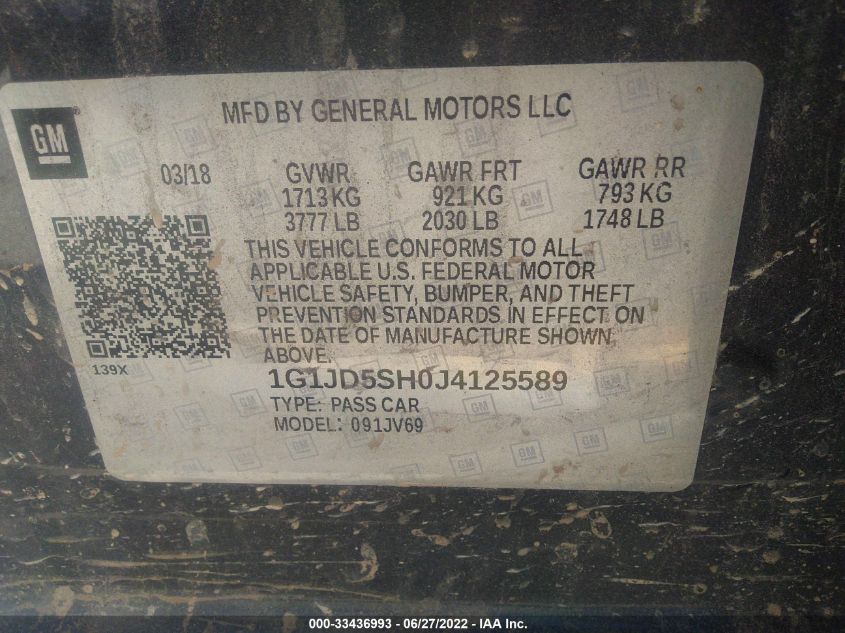 GM
MFD BY GENERAL MOTORS LLC
03/18 GVWR GAWR FRT GAWR RR
1713 KG 921 KG 793 KG
3777 LB 2030 LB 1748 LB
THIS VEHICLE CONFORMS TO ALL
APPLICABLE U.S. FEDERAL MOTOR
VEHICLE SAFETY, BUMPER, AND THEFT
PREVENTION STANDARDS IN EFFECT ON
THE DATE OF MANUFACTURE SHOWN
ABOVE.
139X
1G1JD5SH0J4125589
TYPE: PASS CAR
MODEL: 091JV69
000-33436993 - 06/27/2022 - IAA Inc.